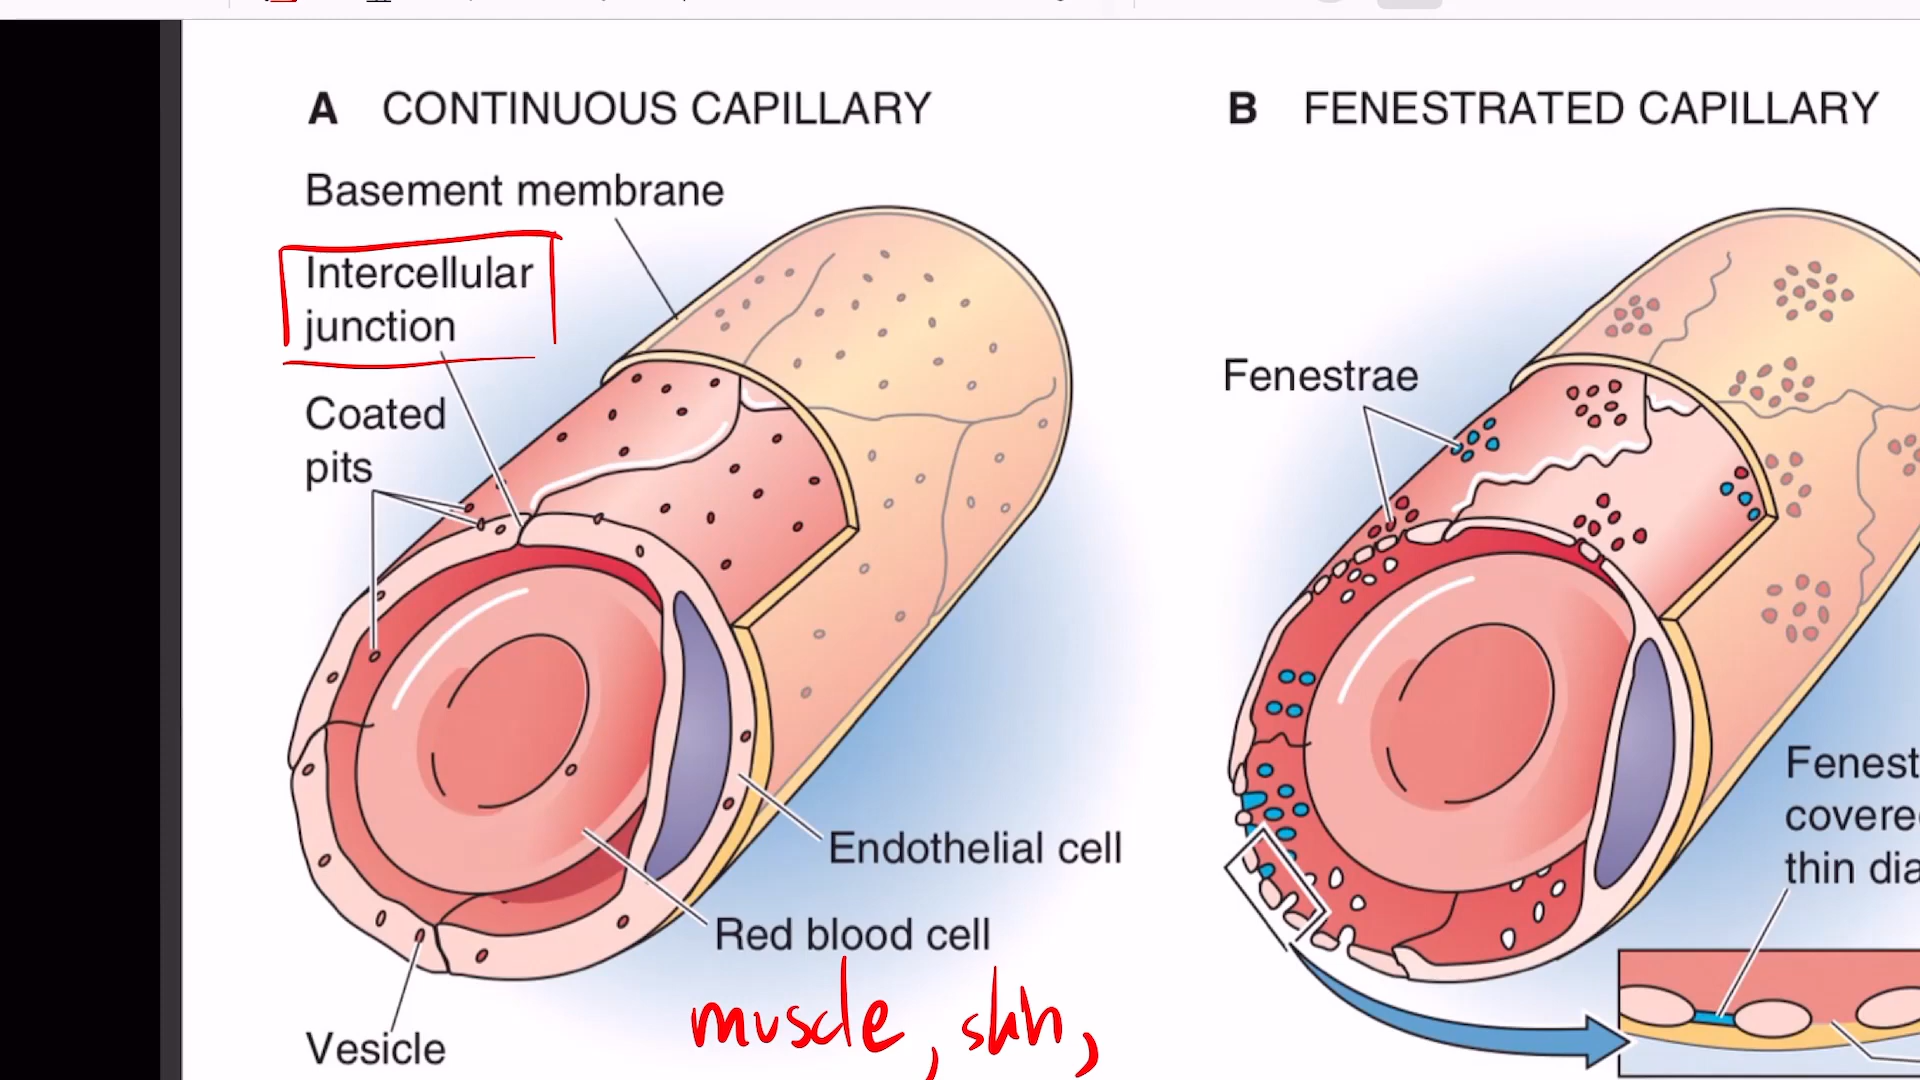 A CONTINUOUS CAPILLARY
Basement membrane
Intercellular
junction
Coated
pits
Endothelial cell
Red blood cell
Vesicle
muscle, skin,
B FENESTRATED CAPILLARY
Fenestrae
Fenest
covere
thin dia